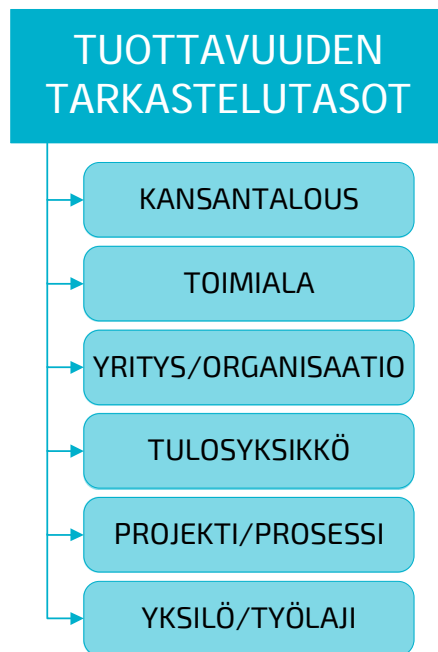 TUOTTAVUUDEN
TARKASTELUTASOT
KANSANTALOUS
TOIMIALA
YRITYS/ORGANISAATIO
TULOSYKSIKKÖ
PROJEKTI/PROSESSI
YKSILÖ/TYÖLAJI